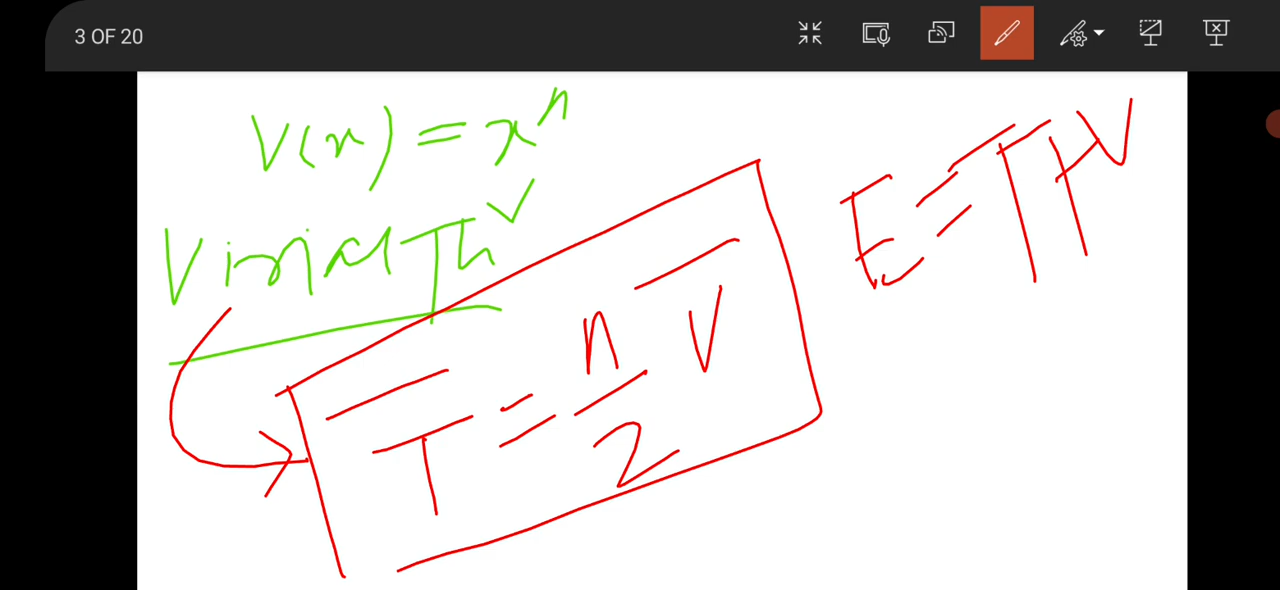 3 OF 20
V(x) = x^n
Virial Th
T̅ = n/2 V̅
E = T + V